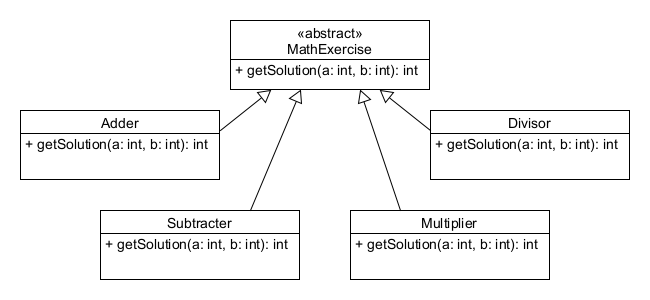 «abstract»
MathExercise
+ getSolution(a: int, b: int): int
Adder
+ getSolution(a: int, b: int): int
Divisor
+ getSolution(a: int, b: int): int
Subtracter
+ getSolution(a: int, b: int): int
Multiplier
+ getSolution(a: int, b: int): int